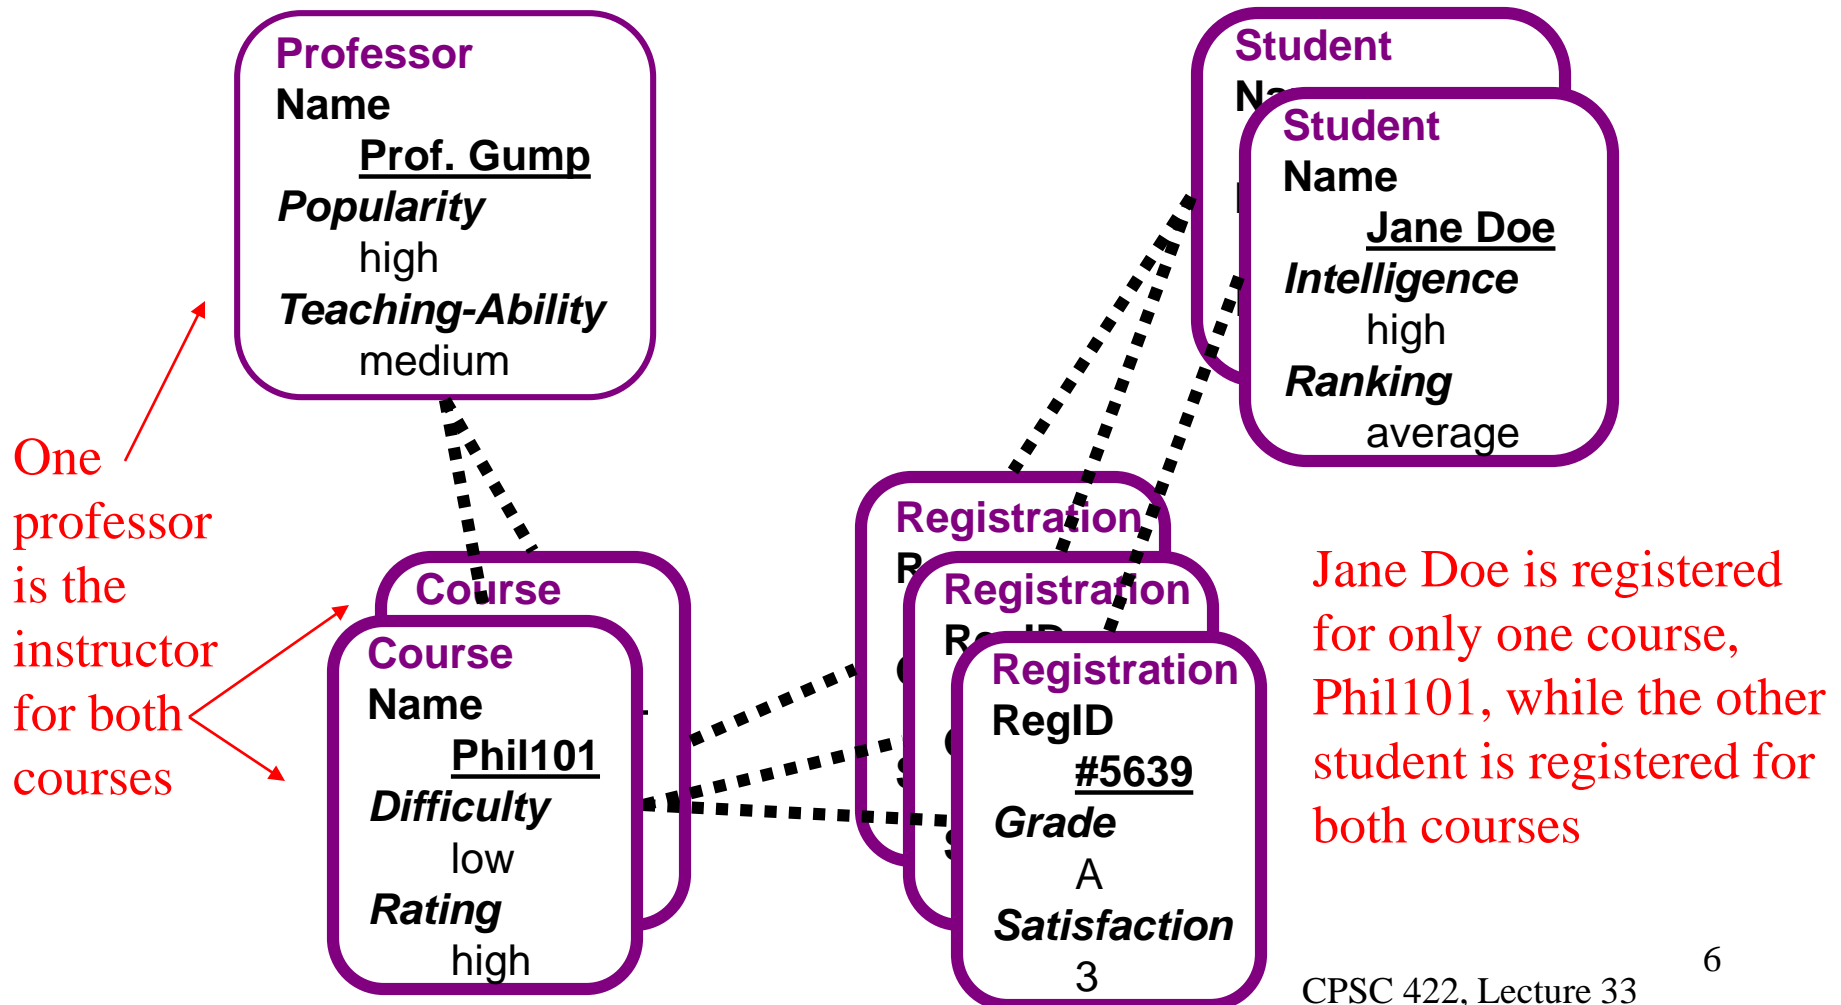 Professor
Name
Prof. Gump
Popularity
high
Teaching-Ability
medium
Student
Student
Name
Jane Doe
Intelligence
high
Ranking
average
One
professor
is the
instructor
for both
courses
Course
Course
Name
Phil101
Difficulty
low
Rating
high
Registration
Registration
RegID
Registration
RegID
#5639
Grade
A
Satisfaction
3
Jane Doe is registered
for only one course,
Phil101, while the other
student is registered for
both courses
6
CPSC 422, Lecture 33